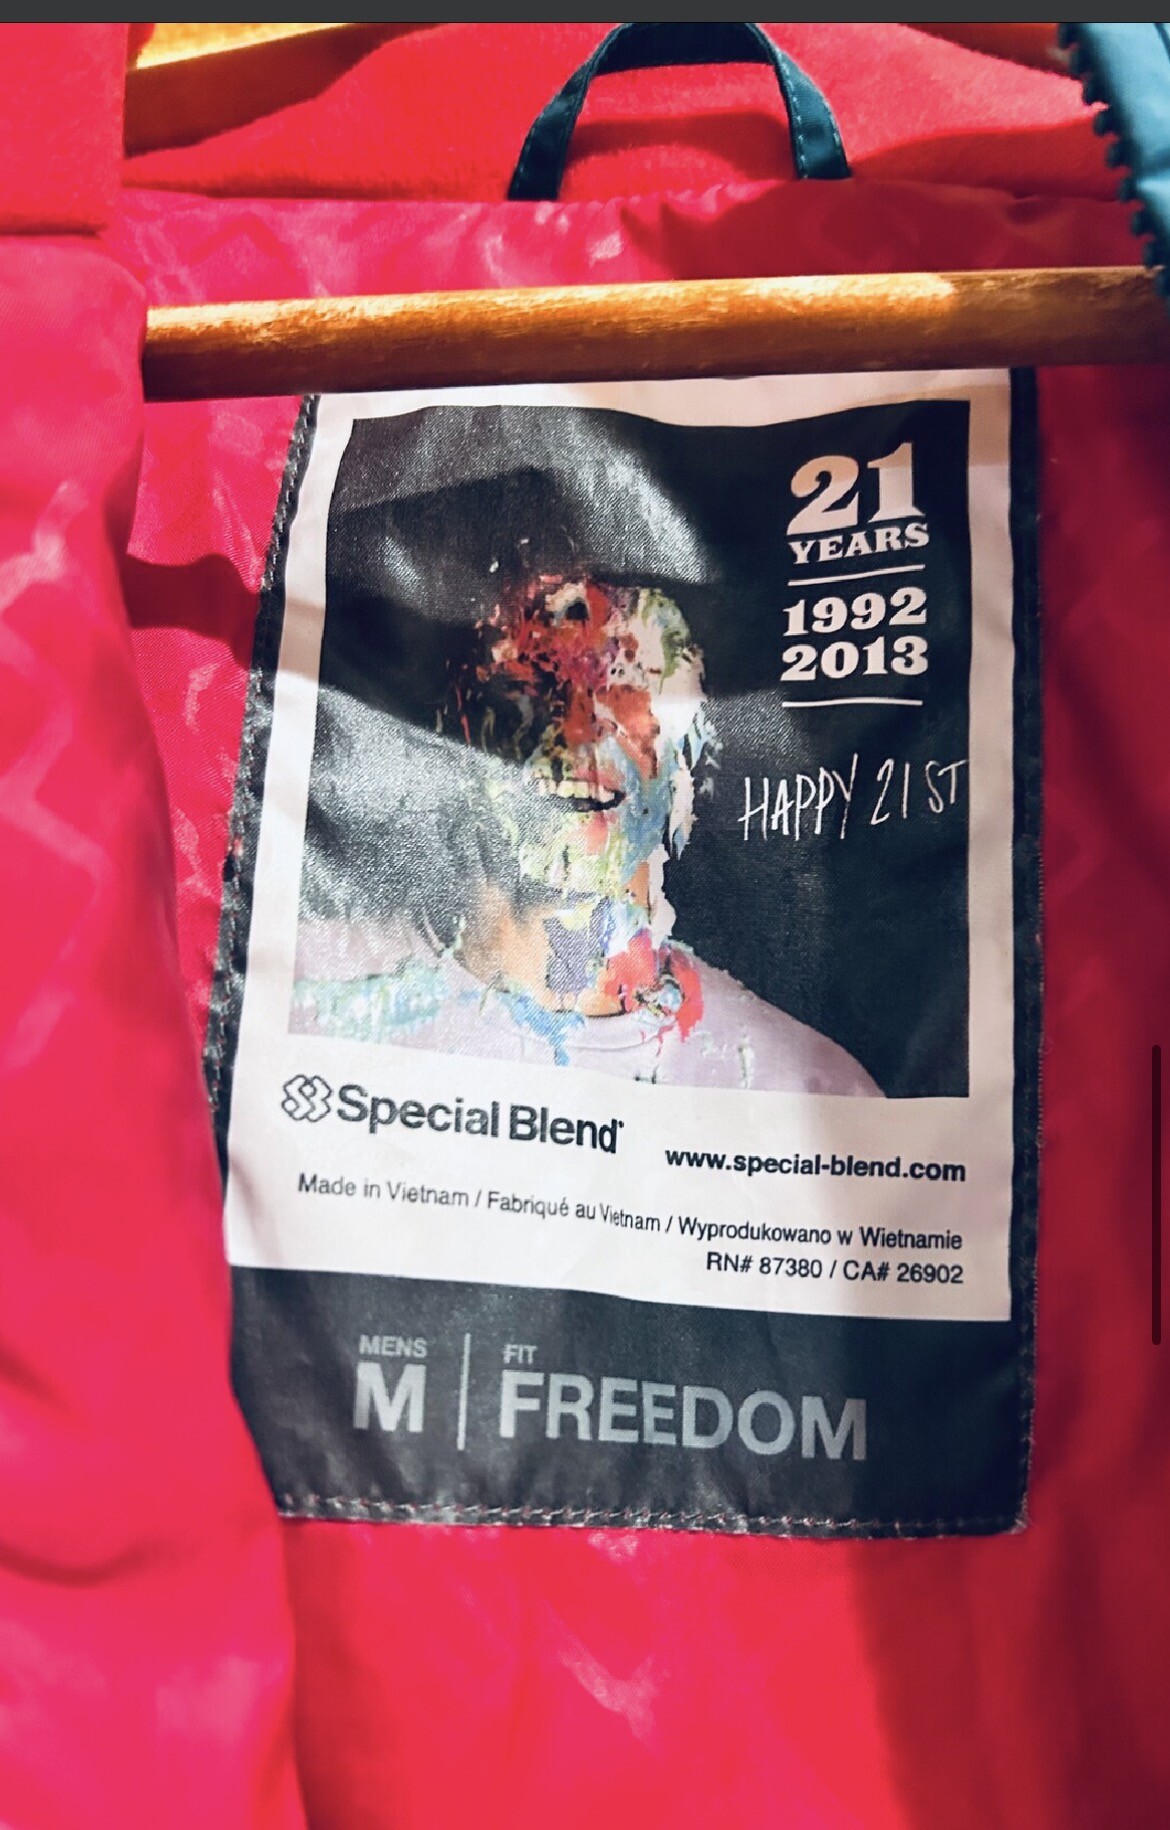 21
YEARS
1992
2013
HAPPY 21ST
Special Blend
www.special-blend.com
Made in Vietnam / Fabriqué au Vietnam / Wyprodukowano w Wietnamie
RN# 87380 / CA# 26902
MENS
M
FIT
FREEDOM